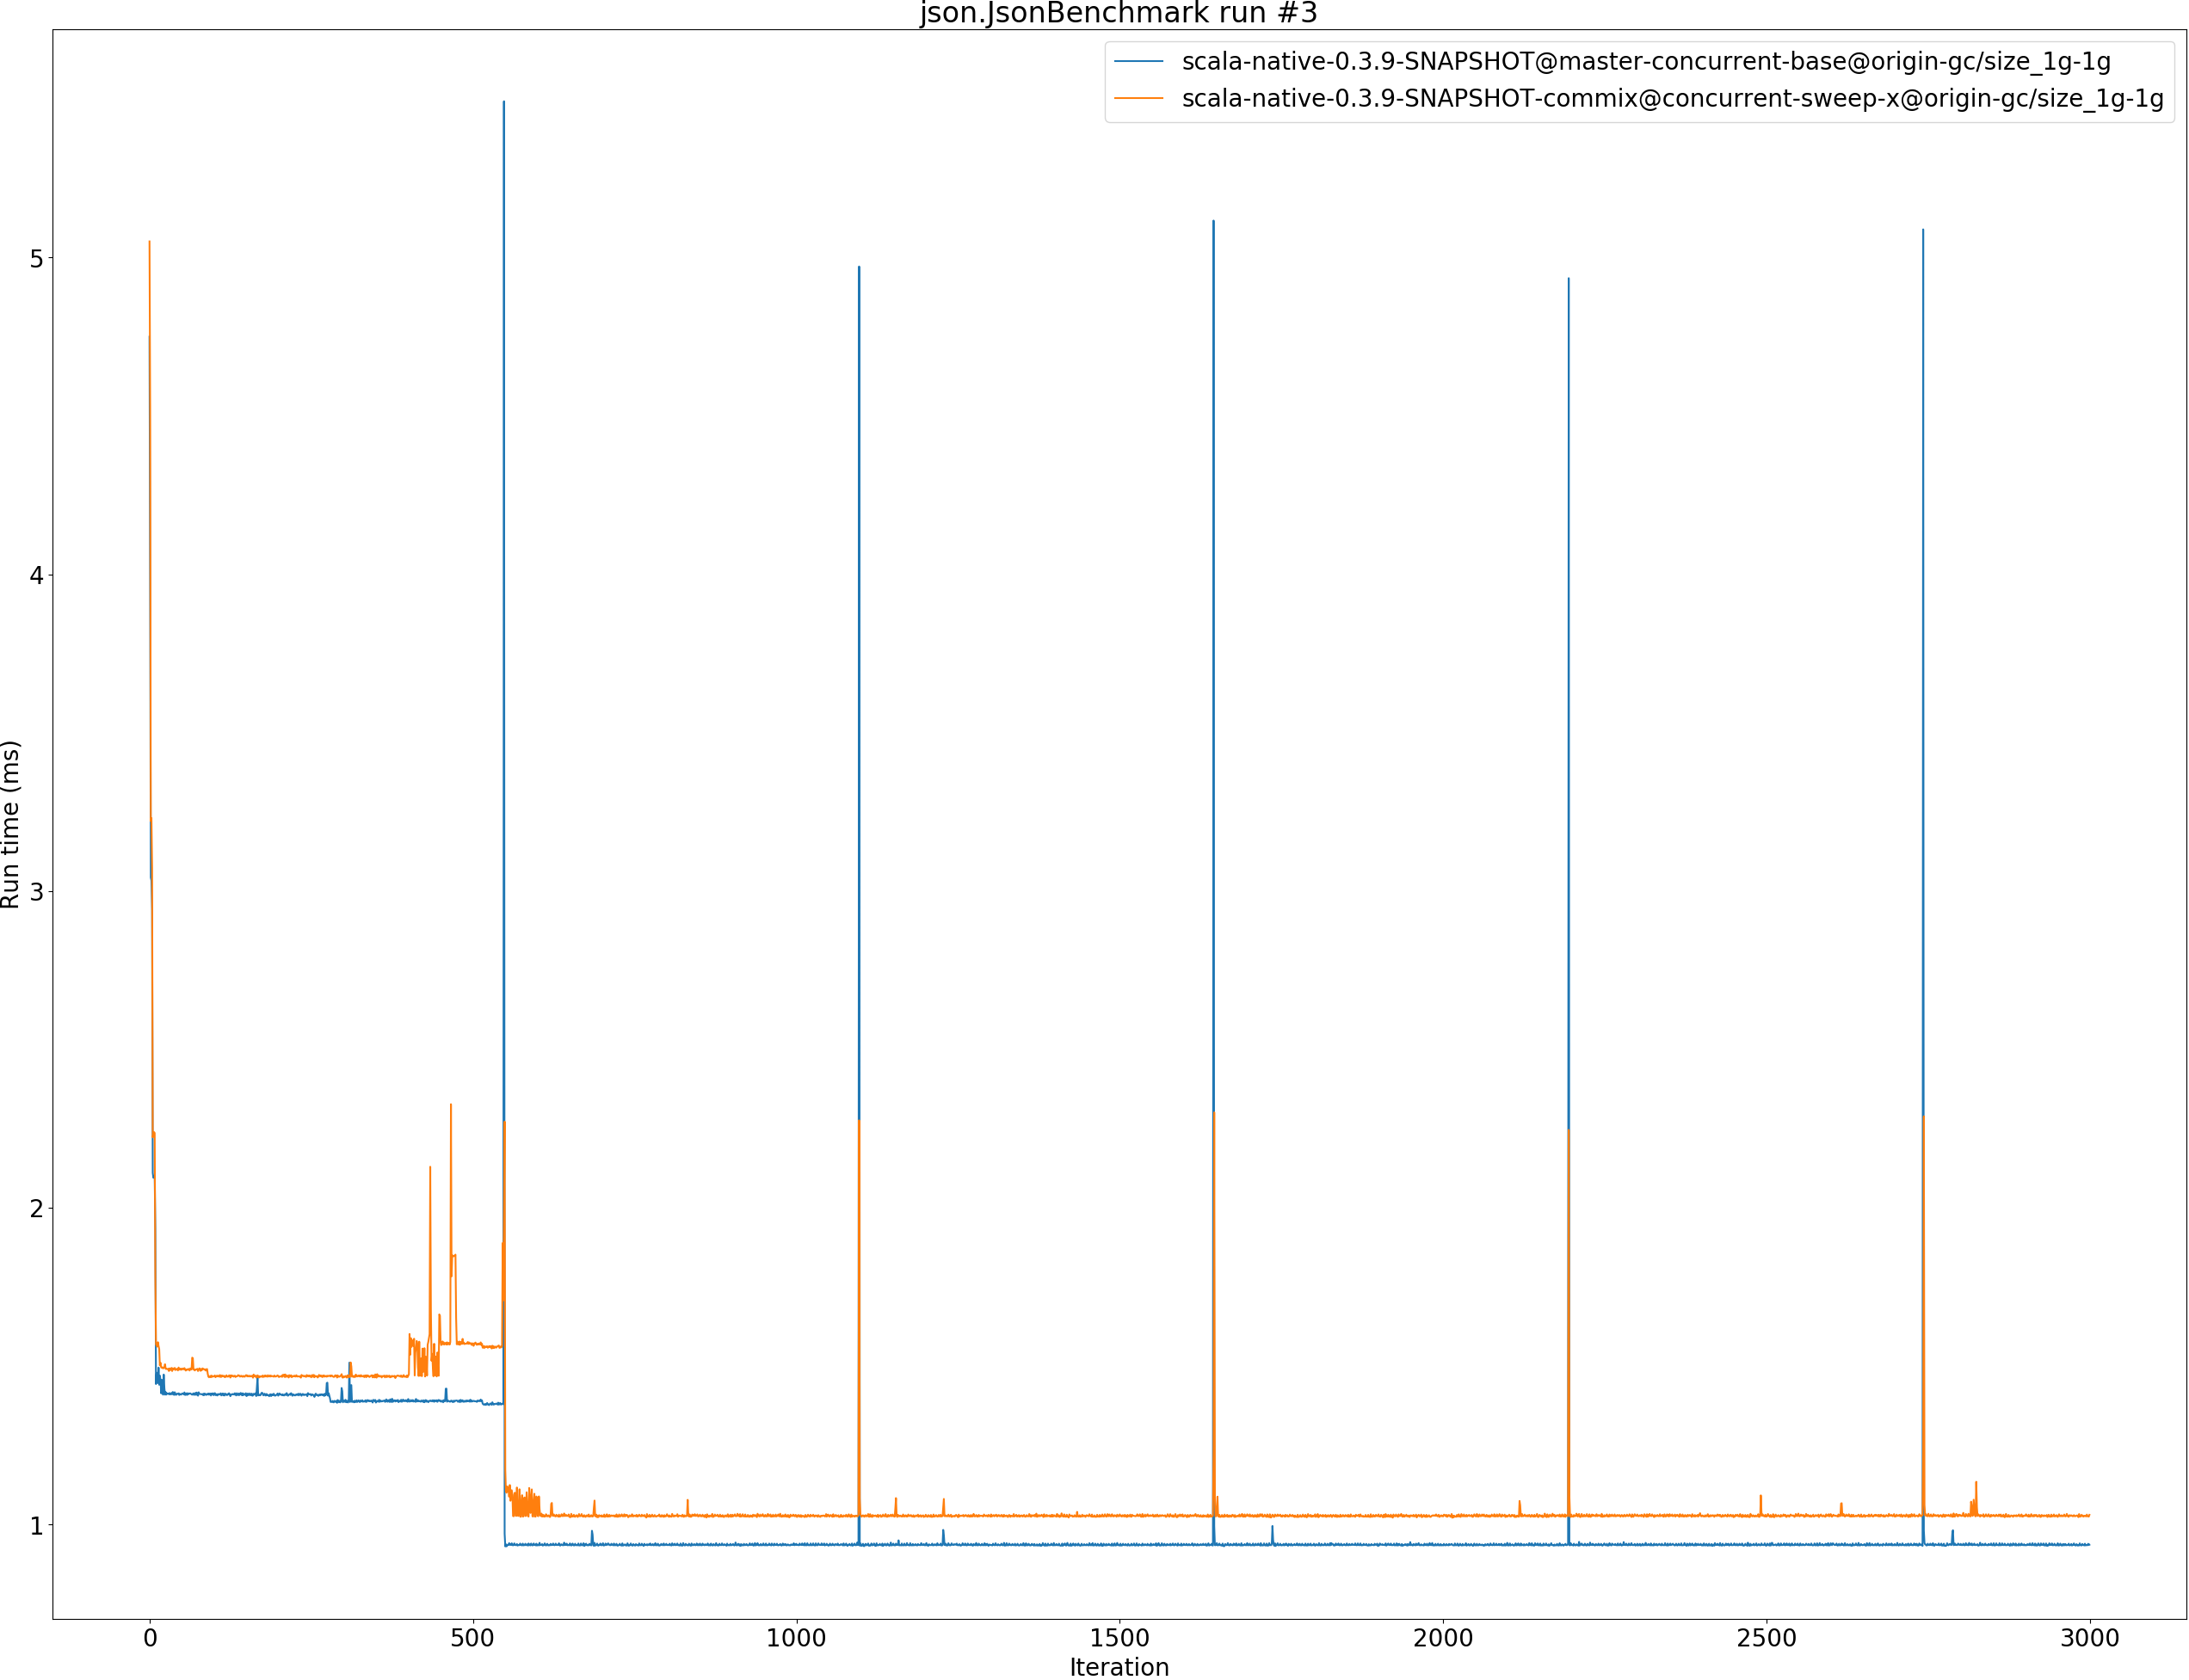 json.JsonBenchmark run #3
scala-native-0.3.9-SNAPSHOT@master-concurrent-base@origin-gc/size_1g-1g
scala-native-0.3.9-SNAPSHOT-commix@concurrent-sweep-x@origin-gc/size_1g-1g
Run time (ms)
5
4
3
2
1
0 500 1000 1500 2000 2500 3000
Iteration